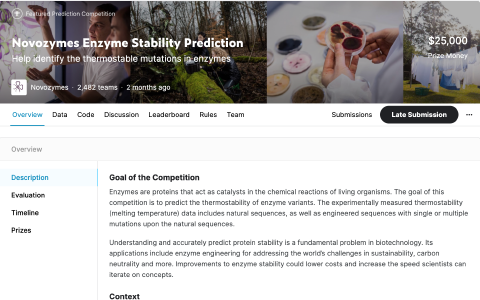 Featured Prediction Competition
Novozymes Enzyme Stability Prediction
Help identify the thermostable mutations in enzymes
$25,000
Prize Money
Novozymes · 2,482 teams · 2 months ago
Overview Data Code Discussion Leaderboard Rules Team Submissions Late Submission ...
Overview
Description
Evaluation
Timeline
Prizes
Goal of the Competition
Enzymes are proteins that act as catalysts in the chemical reactions of living organisms. The goal of
this competition is to predict the thermostability of enzyme variants. The experimentally measured thermostability
(melting temperature) data includes natural sequences, as well as engineered sequences with single or multiple
mutations upon the natural sequences.
Understanding and accurately predict protein stability is a fundamental problem in biotechnology. Its
applications include enzyme engineering for addressing the world's challenges in sustainability, carbon
neutrality and more. Improvements to enzyme stability could lower costs and increase the speed scientists can
iterate on concepts.
Context